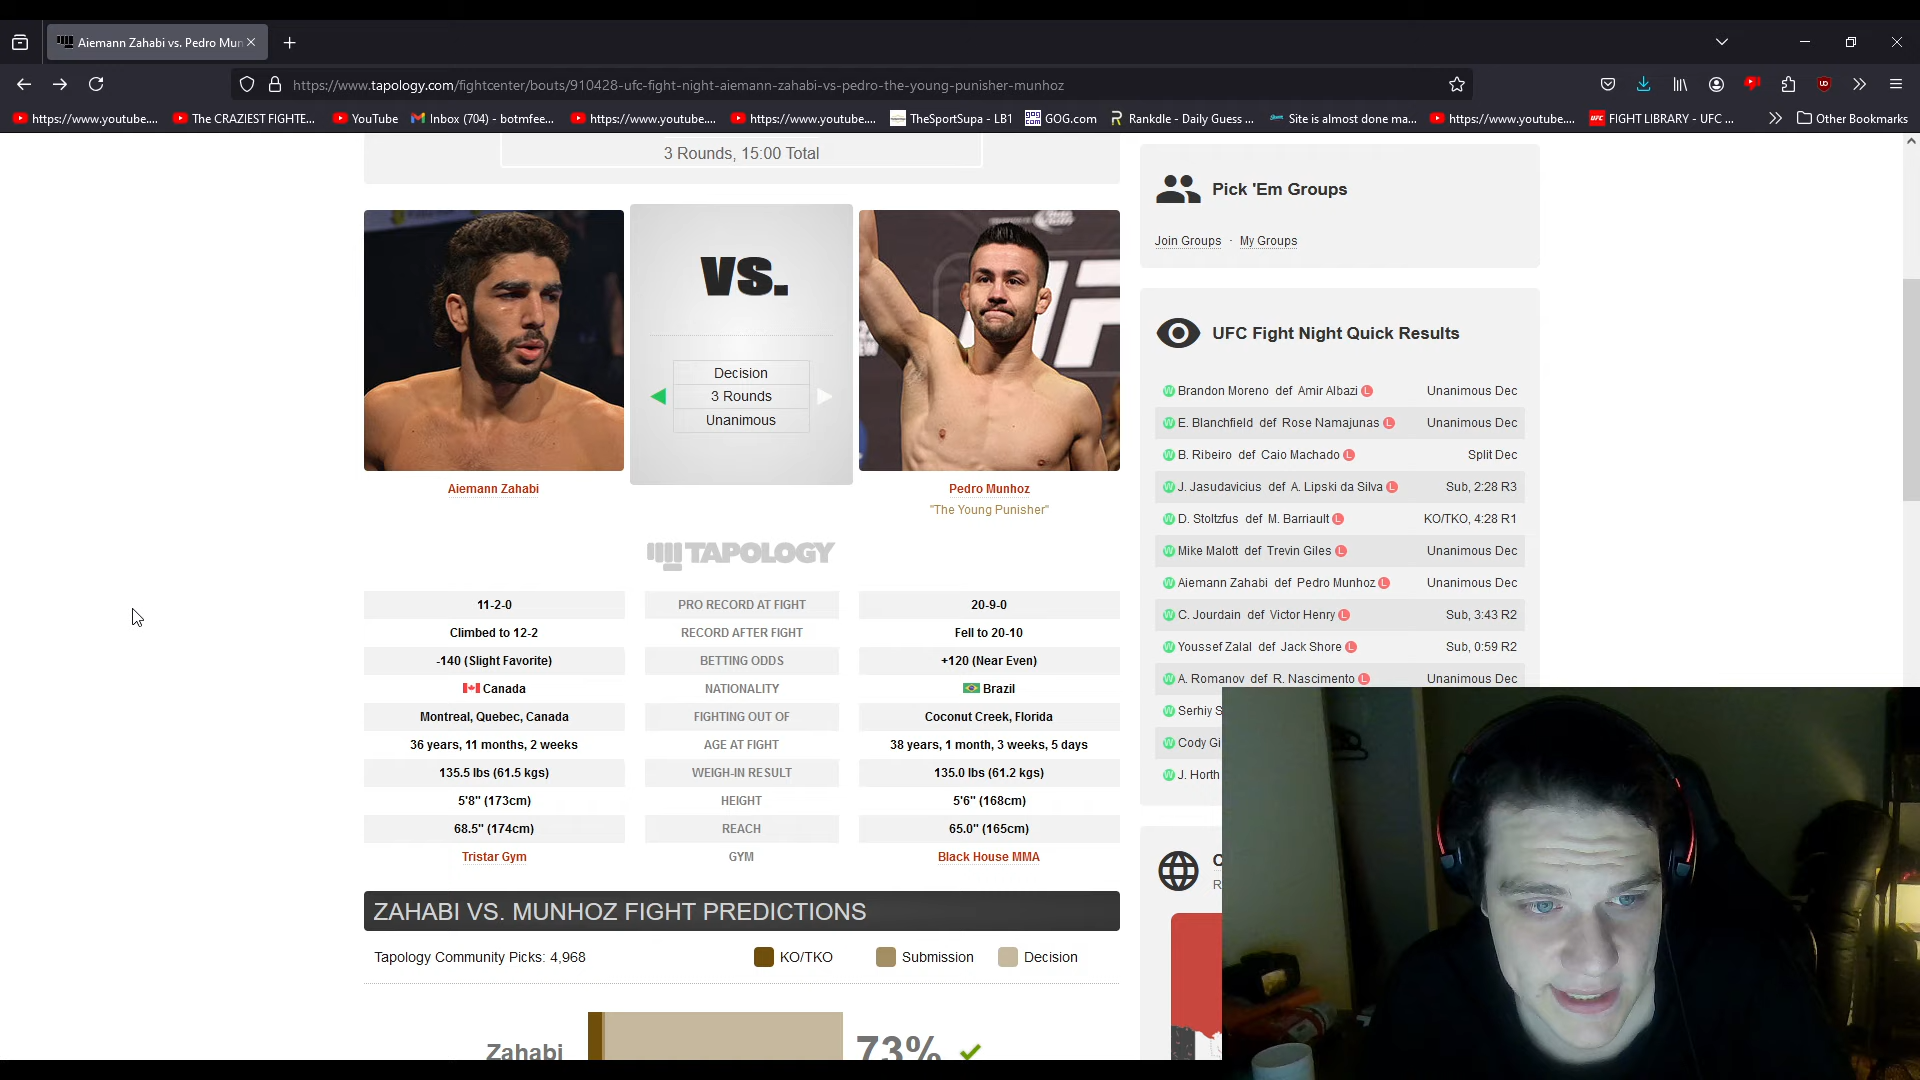 Aiemann Zahabi vs. Pedro Mun
https://www.tapology.com/fightcenter/bouts/910428-ufc-fight-night-aiemann-zahabi-vs-pedro-the-young-punisher-munhoz
https://www.youtube....
The CRAZIEST FIGHTE...
YouTube
Inbox (704) - botmfee...
https://www.youtube....
https://www.youtube....
TheSportSupa - LB1
GOG.com
Rankdle - Daily Guess ...
Site is almost done ma...
https://www.youtube....
FIGHT LIBRARY - UFC ...
Other Bookmarks
3 Rounds, 15:00 Total
VS.
Decision
3 Rounds
Unanimous
Aiemann Zahabi
Pedro Munhoz
"The Young Punisher"
TAPOLOGY
11-2-0 PRO RECORD AT FIGHT 20-9-0
Climbed to 12-2 RECORD AFTER FIGHT Fell to 20-10
-140 (Slight Favorite) BETTING ODDS +120 (Near Even)
Canada NATIONALITY Brazil
Montreal, Quebec, Canada FIGHTING OUT OF Coconut Creek, Florida
36 years, 11 months, 2 weeks AGE AT FIGHT 38 years, 1 month, 3 weeks, 5 days
135.5 lbs (61.5 kgs) WEIGH-IN RESULT 135.0 lbs (61.2 kgs)
5'8" (173cm) HEIGHT 5'6" (168cm)
68.5" (174cm) REACH 65.0" (165cm)
Tristar Gym GYM Black House MMA
ZAHABI VS. MUNHOZ FIGHT PREDICTIONS
Tapology Community Picks: 4,968
KO/TKO
Submission
Decision
Zahabi
73%
Pick 'Em Groups
Join Groups · My Groups
UFC Fight Night Quick Results
W Brandon Moreno def Amir Albazi L Unanimous Dec
W E. Blanchfield def Rose Namajunas L Unanimous Dec
W B. Ribeiro def Caio Machado L Split Dec
W J. Jasudavicius def A. Lipski da Silva L Sub, 2:28 R3
W D. Stoltzfus def M. Barriault L KO/TKO, 4:28 R1
W Mike Malott def Trevin Giles L Unanimous Dec
W Aiemann Zahabi def Pedro Munhoz L Unanimous Dec
W C. Jourdain def Victor Henry L Sub, 3:43 R2
W Youssef Zalal def Jack Shore L Sub, 0:59 R2
W A. Romanov def R. Nascimento L Unanimous Dec
W Serhiy S
W Cody Gi
W J. Horth